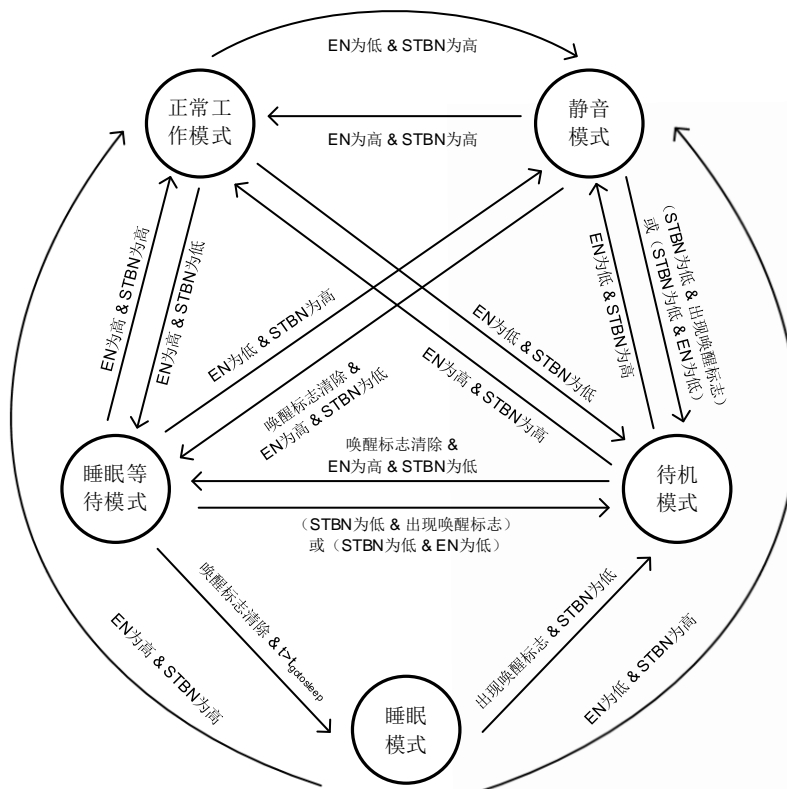 EN为低 & STBN为高
正常工
作模式
静音
模式
EN为高 & STBN为高
EN为高 & STBN为高
EN为高 & STBN为低
EN为低 & STBN为高
唤醒标志清除 &
EN为高 & STBN为低
EN为低 & STBN为低
EN为高 & STBN为高
EN为低 & STBN为高
(STBN为低 & 出现唤醒标志)
或(STBN为低 & EN为低)
睡眠等
待模式
唤醒标志清除 &
EN为高 & STBN为低
待机
模式
(STBN为低 & 出现唤醒标志)
或(STBN为低 & EN为低)
唤醒标志清除 & t>tgotosleep
出现唤醒标志 & STBN为低
EN为高 & STBN为高
睡眠
模式
EN为低 & STBN为高